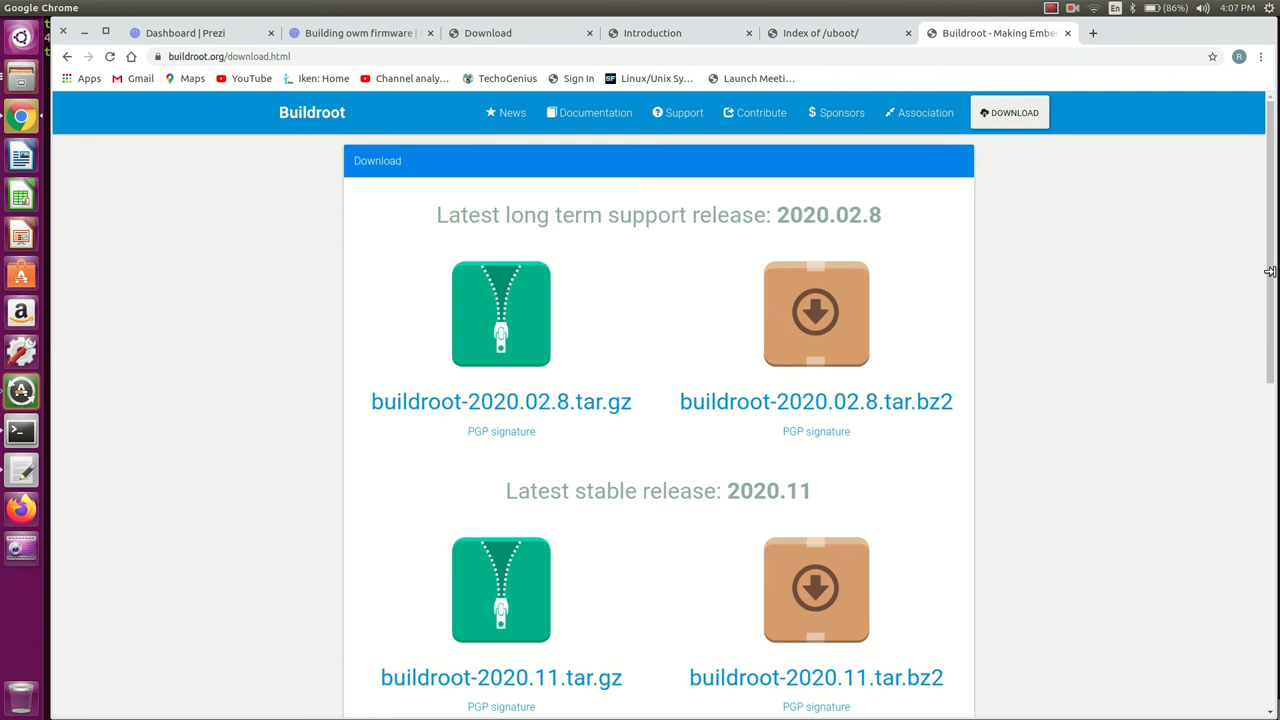 Google Chrome
En
(86%)
4:07 PM
Dashboard | Prezi
Building owm firmware |
Download
Introduction
Index of /uboot/
Buildroot - Making Embe
buildroot.org/download.html
R
Apps
Gmail
Maps
YouTube
Iken: Home
Channel analy...
TechoGenius
Sign In
SF
Linux/Unix Sy...
Launch Meeti...
Buildroot
News
Documentation
Support
Contribute
Sponsors
Association
DOWNLOAD
Download
Latest long term support release: 2020.02.8
buildroot-2020.02.8.tar.gz
buildroot-2020.02.8.tar.bz2
PGP signature
PGP signature
Latest stable release: 2020.11
buildroot-2020.11.tar.gz
buildroot-2020.11.tar.bz2
PGP signature
PGP signature